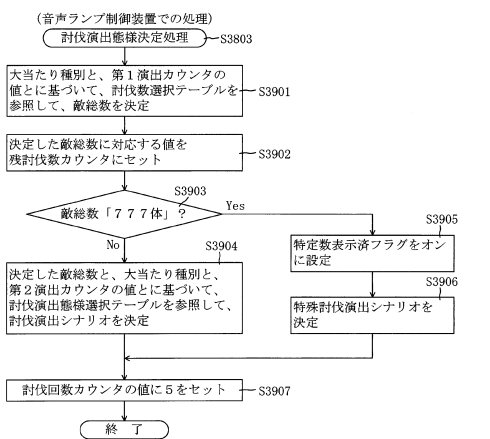 (音声ランプ制御装置での処理)
討伐演出態様決定処理
S3803
大当たり種別と、第1演出カウンタの
値とに基づいて、討伐数選択テーブルを
参照して、敵総数を決定
S3901
決定した敵総数に対応する値を
残討伐数カウンタにセット
S3902
S3903
敵総数「777体」?
Yes
No
S3905
特定数表示済フラグをオン
に設定
S3904
決定した敵総数と、大当たり種別と、
第2演出カウンタの値とに基づいて、
討伐演出態様選択テーブルを参照して、
討伐演出シナリオを決定
S3906
特殊討伐演出シナリオを
決定
討伐回数カウンタの値に5をセット
S3907
終 了